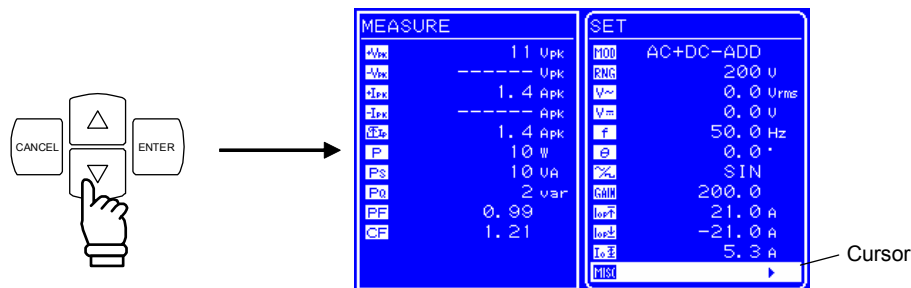 CANCEL
ENTER
MEASURE
+VPK 11 Vpk
-VPK ------ Vpk
+IPK 1.4 Apk
-IPK ------ Apk
1.4 Apk
P 10 W
PS 10 VA
PQ 2 var
PF 0.99
CF 1.21
SET
MOD AC+DC-ADD
RNG 200 V
V~ 0.0 Vrms
V⎓ 0.0 V
f 50.0 Hz
θ 0.0°
SIN
GAIN 200.0
21.0 A
-21.0 A
5.3 A
MISC
Cursor